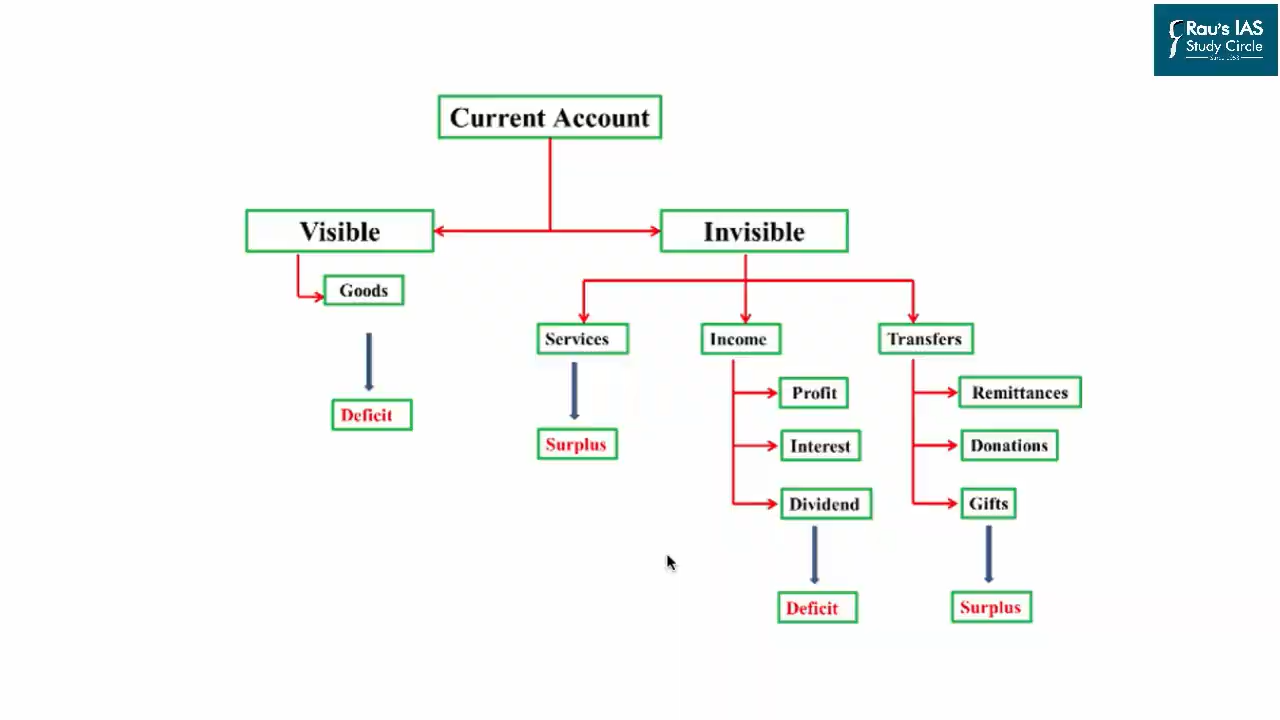 Rau's IAS
Study Circle
Current Account
Visible
Invisible
Goods
Services
Income
Transfers
Profit
Remittances
Deficit
Surplus
Interest
Donations
Dividend
Gifts
Deficit
Surplus